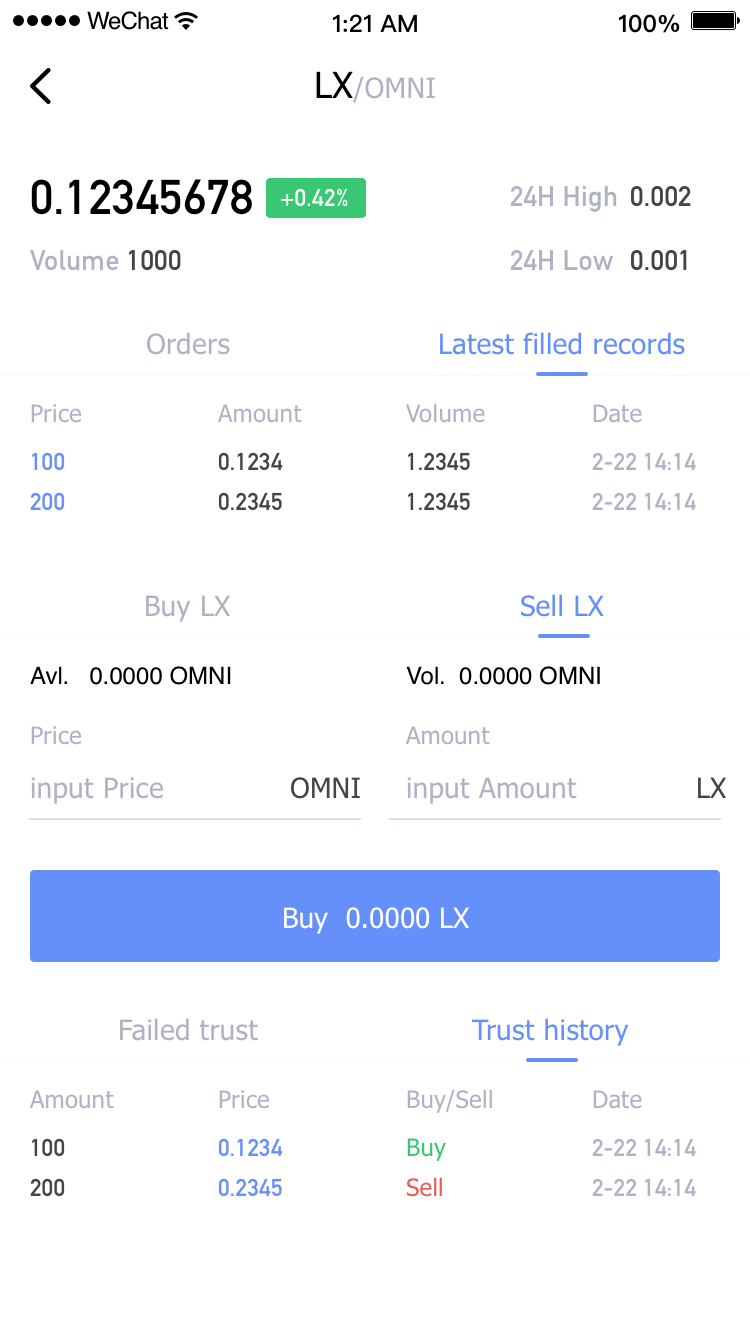 WeChat 1:21 AM 100%
LX/OMNI
0.12345678 +0.42% 24H High 0.002
Volume 1000 24H Low 0.001
Orders Latest filled records
Price Amount Volume Date
100 0.1234 1.2345 2-22 14:14
200 0.2345 1.2345 2-22 14:14
Buy LX Sell LX
Avl. 0.0000 OMNI Vol. 0.0000 OMNI
Price Amount
input Price OMNI input Amount LX
Buy 0.0000 LX
Failed trust Trust history
Amount Price Buy/Sell Date
100 0.1234 Buy 2-22 14:14
200 0.2345 Sell 2-22 14:14